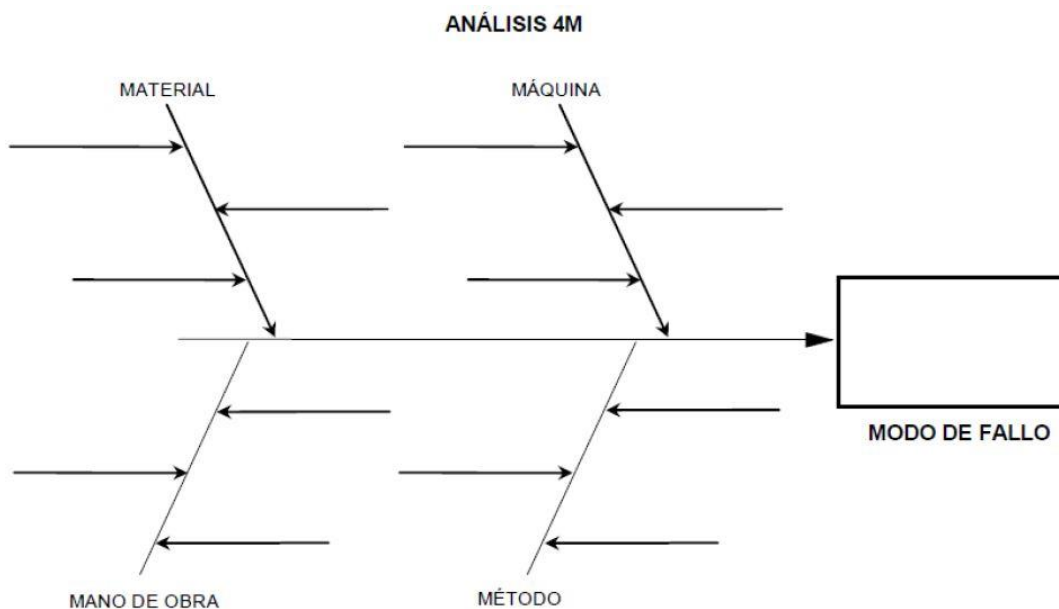 ANÁLISIS 4M
MATERIAL
MÁQUINA
MODO DE FALLO
MANO DE OBRA
MÉTODO